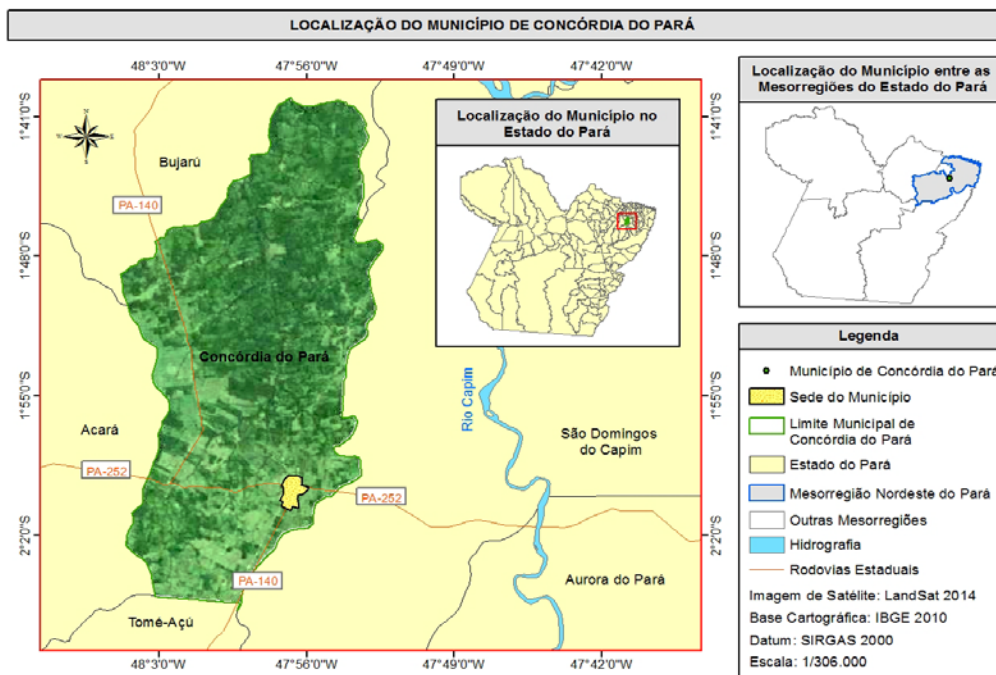 LOCALIZAÇÃO DO MUNICÍPIO DE CONCÓRDIA DO PARÁ
48°3'0"W
47°56'0"W
47°49'0"W
47°42'0"W
1°41'0"S
1°48'0"S
1°55'0"S
2°2'0"S
Bujarú
PA-140
Concórdia do Pará
Acará
PA-252
PA-252
PA-140
Tomé-Açú
Rio Capim
São Domingos
do Capim
Aurora do Pará
Localização do Município no
Estado do Pará
1°41'0"S
1°48'0"S
1°55'0"S
2°2'0"S
48°3'0"W
47°56'0"W
47°49'0"W
47°42'0"W
Localização do Município entre as
Mesorregiões do Estado do Pará
Legenda
Município de Concórdia do Pará
Sede do Município
Limite Municipal de
Concórdia do Pará
Estado do Pará
Mesorregião Nordeste do Pará
Outras Mesorregiões
Hidrografia
Rodovias Estaduais
Imagem de Satélite: LandSat 2014
Base Cartográfica: IBGE 2010
Datum: SIRGAS 2000
Escala: 1/306.000